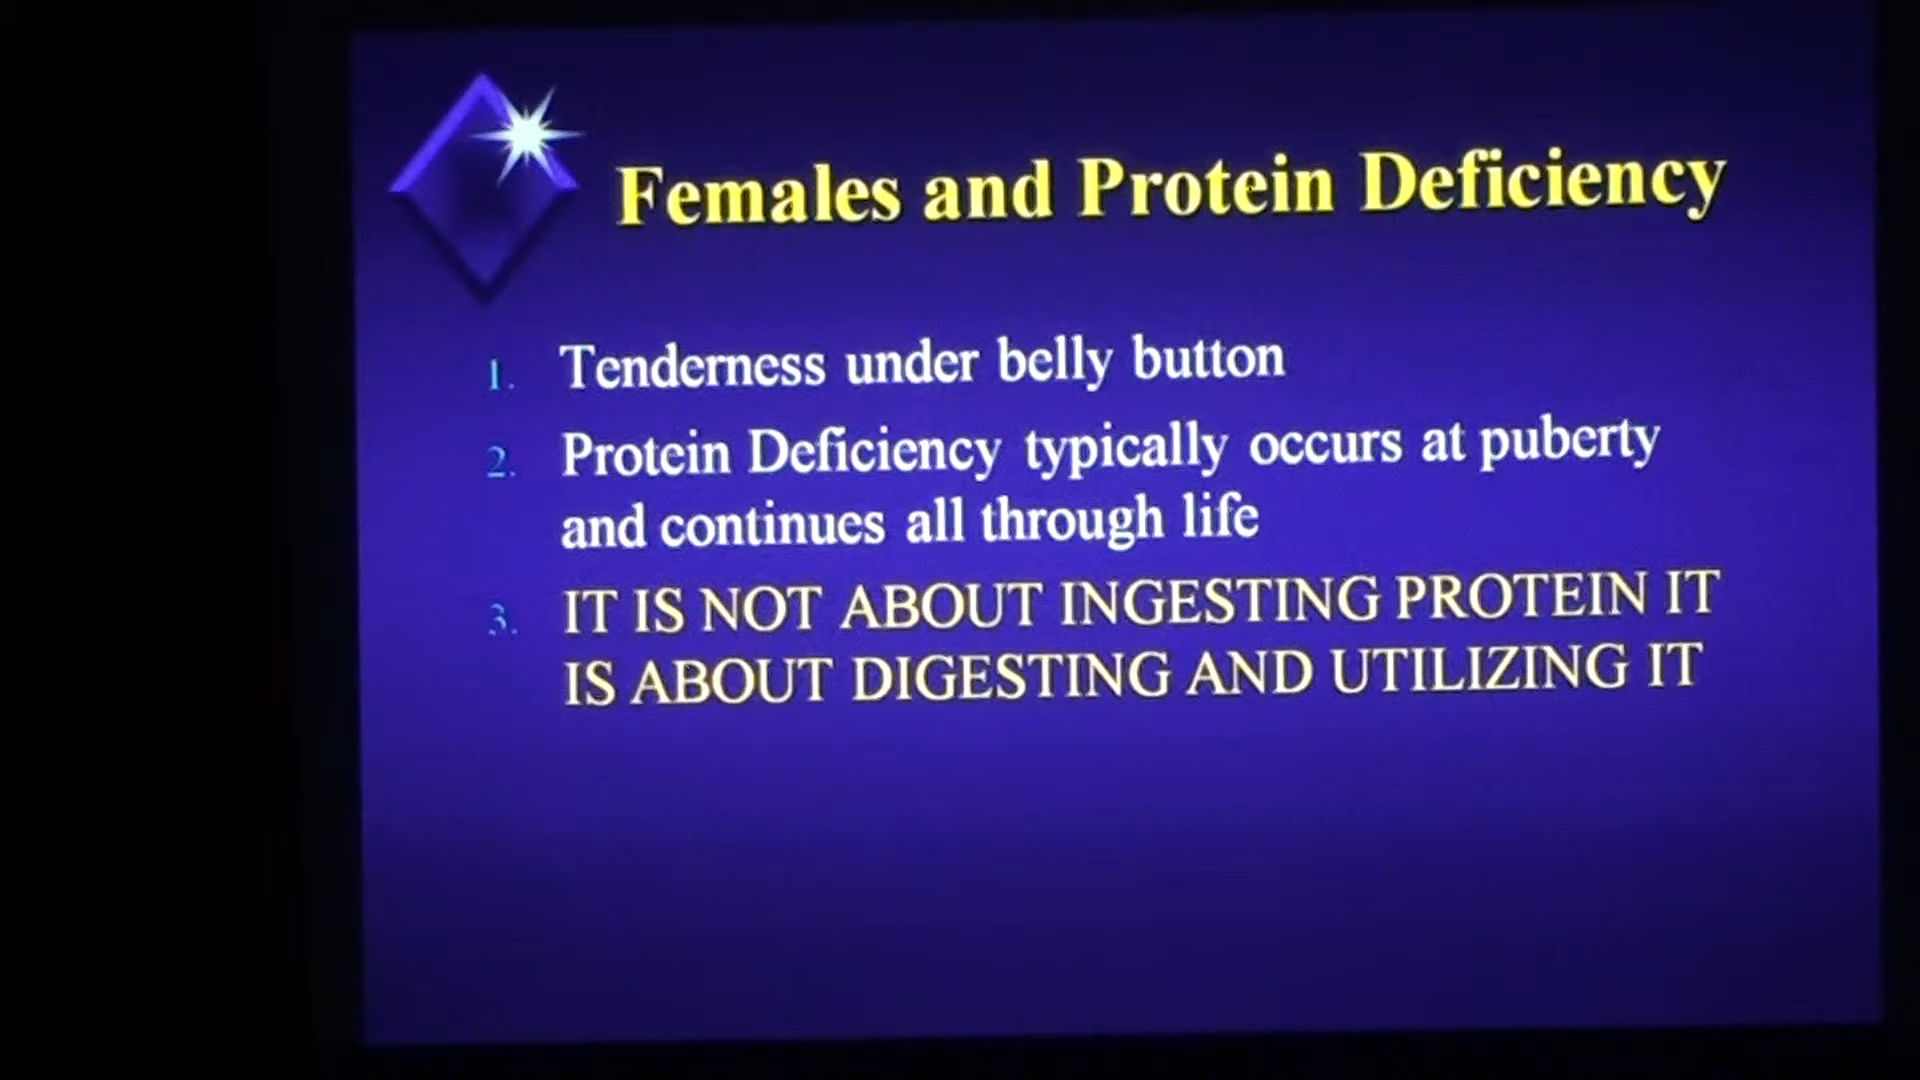 Females and Protein Deficiency
1. Tenderness under belly button
2. Protein Deficiency typically occurs at puberty
and continues all through life
3. IT IS NOT ABOUT INGESTING PROTEIN IT
IS ABOUT DIGESTING AND UTILIZING IT